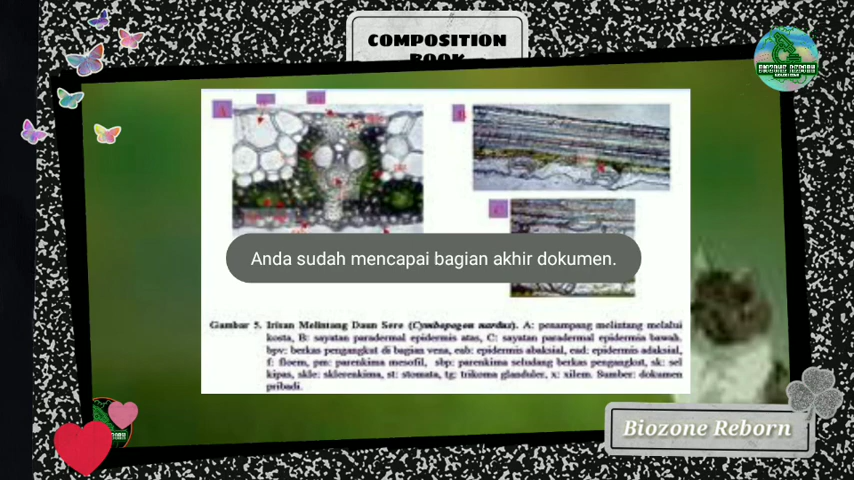 COMPOSITION
BOOK
BIOZONE REBORN
A
B
C
Anda sudah mencapai bagian akhir dokumen.
Gambar 5. Irisan Melintang Daun Sere (Cymbopogon nardus). A: penampang melintang melalui
kosta, B: sayatan paradermal epidermis atas, C: sayatan paradermal epidermis bawah.
bpv: berkas pengangkut di bagian vena, eab: epidermis abaksial, ead: epidermis adaksial,
f: floem, pm: parenkima mesofil, sbp: parenkima seludang berkas pengangkut, sk: sel
kipas, skle: sklerenkima, st: stomata, tg: trikoma glanduler, x: xilem. Sumber: dokumen
pribadi.
Biozone Reborn